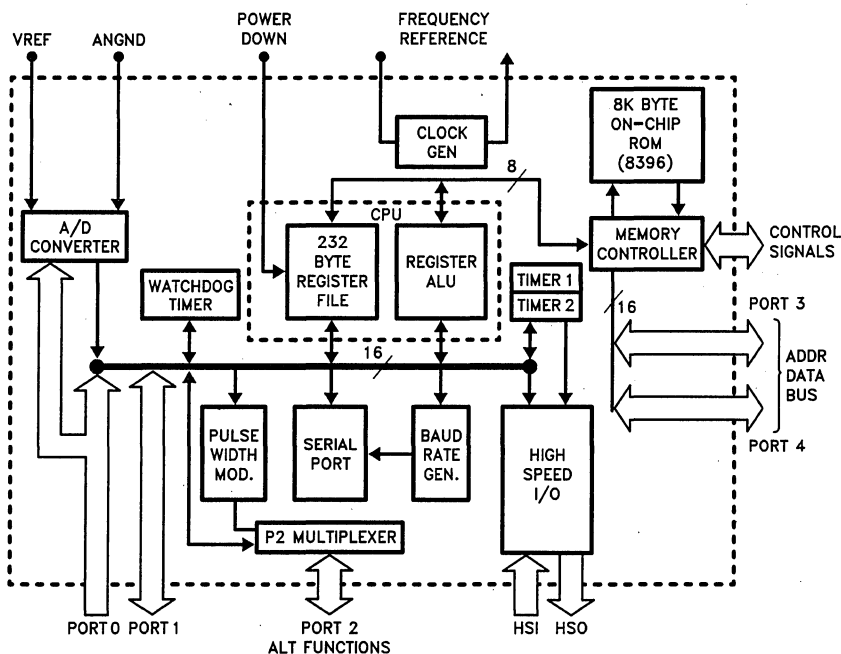 VREF
ANGND
POWER
DOWN
FREQUENCY
REFERENCE
CLOCK
GEN
8K BYTE
ON-CHIP
ROM
(8396)
8
A/D
CONVERTER
CPU
232
BYTE
REGISTER
FILE
REGISTER
ALU
MEMORY
CONTROLLER
CONTROL
SIGNALS
WATCHDOG
TIMER
TIMER 1
TIMER 2
16
PORT 3
ADDR
DATA
BUS
PORT 4
16
PULSE
WIDTH
MOD.
SERIAL
PORT
BAUD
RATE
GEN.
HIGH
SPEED
I/O
P2 MULTIPLEXER
PORT 0
PORT 1
PORT 2
ALT FUNCTIONS
HSI
HSO